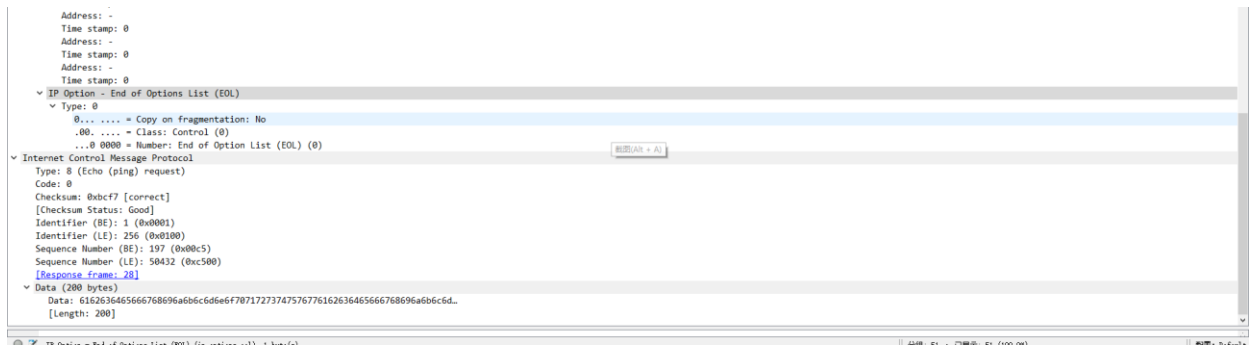 Address: -
Time stamp: 0
Address: -
Time stamp: 0
Address: -
Time stamp: 0
IP Option - End of Options List (EOL)
Type: 0
0... .... = Copy on fragmentation: No
.00. .... = Class: Control (0)
...0 0000 = Number: End of Option List (EOL) (0)
截图(Alt + A)
Internet Control Message Protocol
Type: 8 (Echo (ping) request)
Code: 0
Checksum: 0xbcf7 [correct]
[Checksum Status: Good]
Identifier (BE): 1 (0x0001)
Identifier (LE): 256 (0x0100)
Sequence Number (BE): 197 (0x00c5)
Sequence Number (LE): 50432 (0xc500)
[Response frame: 28]
Data (200 bytes)
Data: 6162636465666768696a6b6c6d6e6f7071727374757677616263646566676869​6a6b6c6d…
[Length: 200]